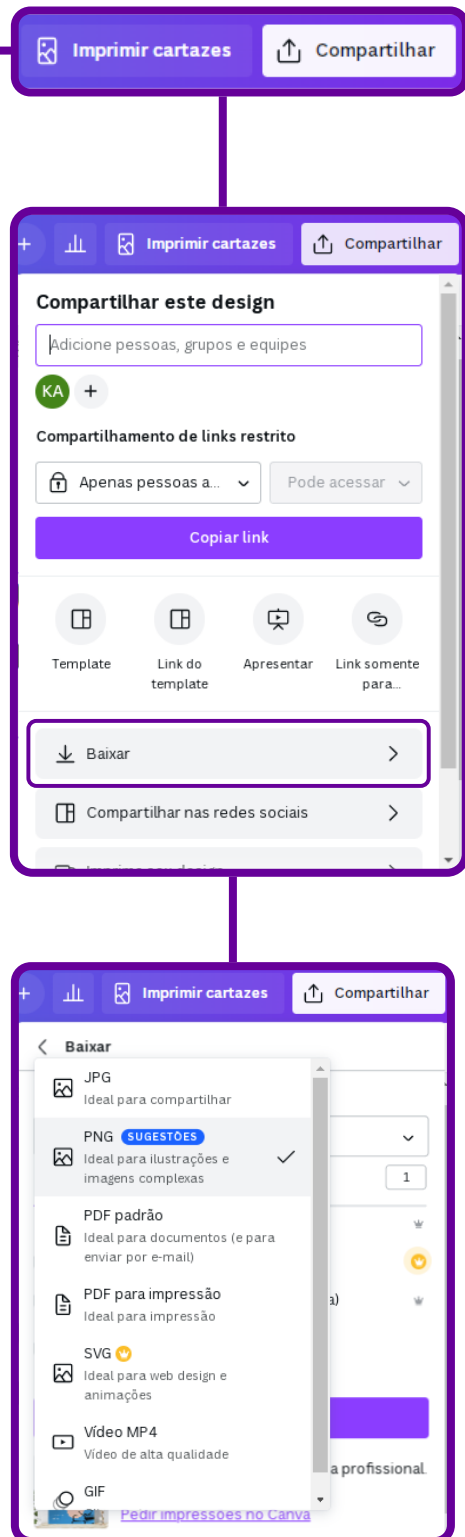 Imprimir cartazes
Compartilhar
Imprimir cartazes
Compartilhar
Compartilhar este design
Adicione pessoas, grupos e equipes
KA
Compartilhamento de links restrito
Apenas pessoas a...
Pode acessar
Copiar link
Template
Link do
template
Apresentar
Link somente
para...
Baixar
Compartilhar nas redes sociais
Imprimir cartazes
Compartilhar
Baixar
JPG
Ideal para compartilhar
PNG SUGESTÕES
Ideal para ilustrações e
imagens complexas
1
PDF padrão
Ideal para documentos (e para
enviar por e-mail)
PDF para impressão
Ideal para impressão
a)
SVG
Ideal para web design e
animações
Vídeo MP4
Vídeo de alta qualidade
a profissional.
GIF
Pedir impressões no Canva